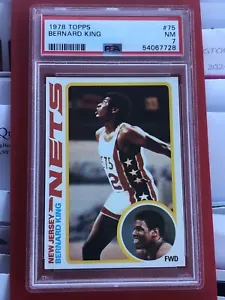 1978 TOPPS #75
BERNARD KING NM
PSA 7
54067728
NEW JERSEY NETS
BERNARD KING
FWD